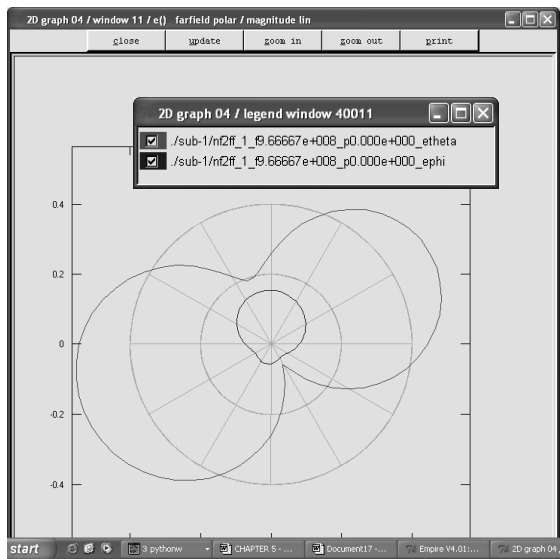 2D graph 04 / window 11 / e() farfield polar / magnitude lin
close update zoom in zoom out print
2D graph 04 / legend window 40011
./sub-1/nf2ff_1_f9.66667e+008_p0.000e+000_etheta
./sub-1/nf2ff_1_f9.66667e+008_p0.000e+000_ephi
0.4
0.2
0
-0.2
-0.4
start 3 pythonw CHAPTER 5 - ... Document17 -... Empire V4.01:... 2D graph 04